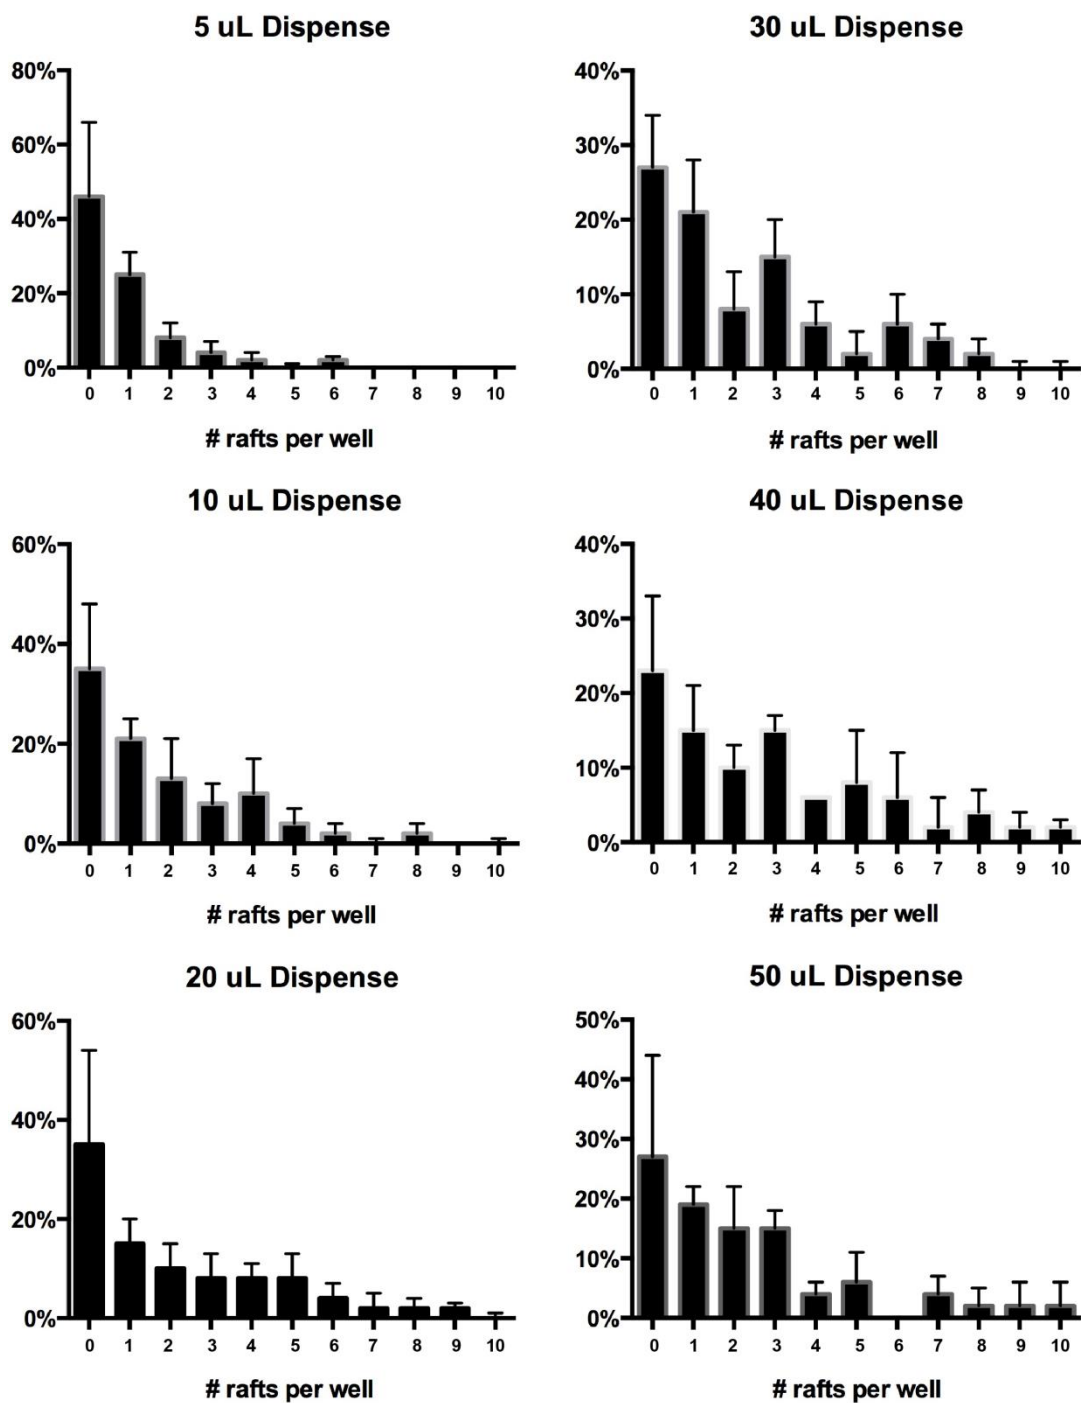 5 uL Dispense
80%
60%
40%
20%
0%
0 1 2 3 4 5 6 7 8 9 10
# rafts per well
30 uL Dispense
40%
30%
20%
10%
0%
0 1 2 3 4 5 6 7 8 9 10
# rafts per well
10 uL Dispense
60%
40%
20%
0%
0 1 2 3 4 5 6 7 8 9 10
# rafts per well
40 uL Dispense
40%
30%
20%
10%
0%
0 1 2 3 4 5 6 7 8 9 10
# rafts per well
20 uL Dispense
60%
40%
20%
0%
0 1 2 3 4 5 6 7 8 9 10
# rafts per well
50 uL Dispense
50%
40%
30%
20%
10%
0%
0 1 2 3 4 5 6 7 8 9 10
# rafts per well